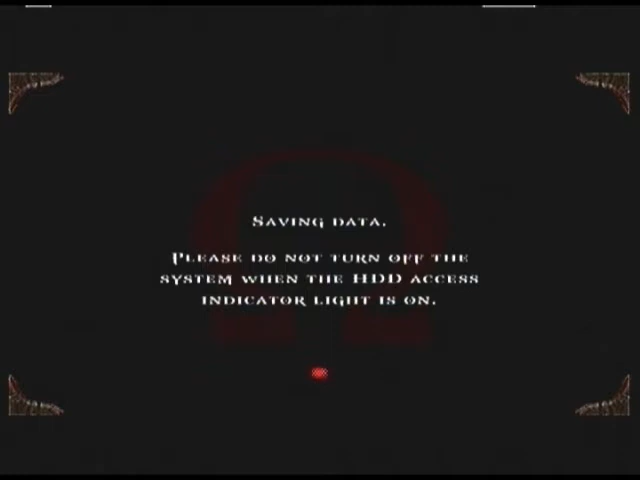 Saving data.
Please do not turn off the
system when the HDD access
indicator light is on.